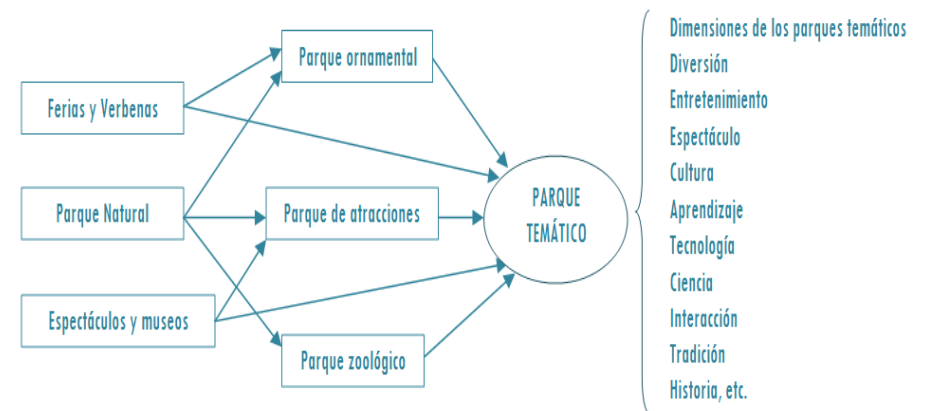 Ferias y Verbenas
Parque Natural
Espectáculos y museos
Parque ornamental
Parque de atracciones
Parque zoológico
PARQUE
TEMÁTICO
Dimensiones de los parques temáticos
Diversión
Entretenimiento
Espectáculo
Cultura
Aprendizaje
Tecnología
Ciencia
Interacción
Tradición
Historia, etc.